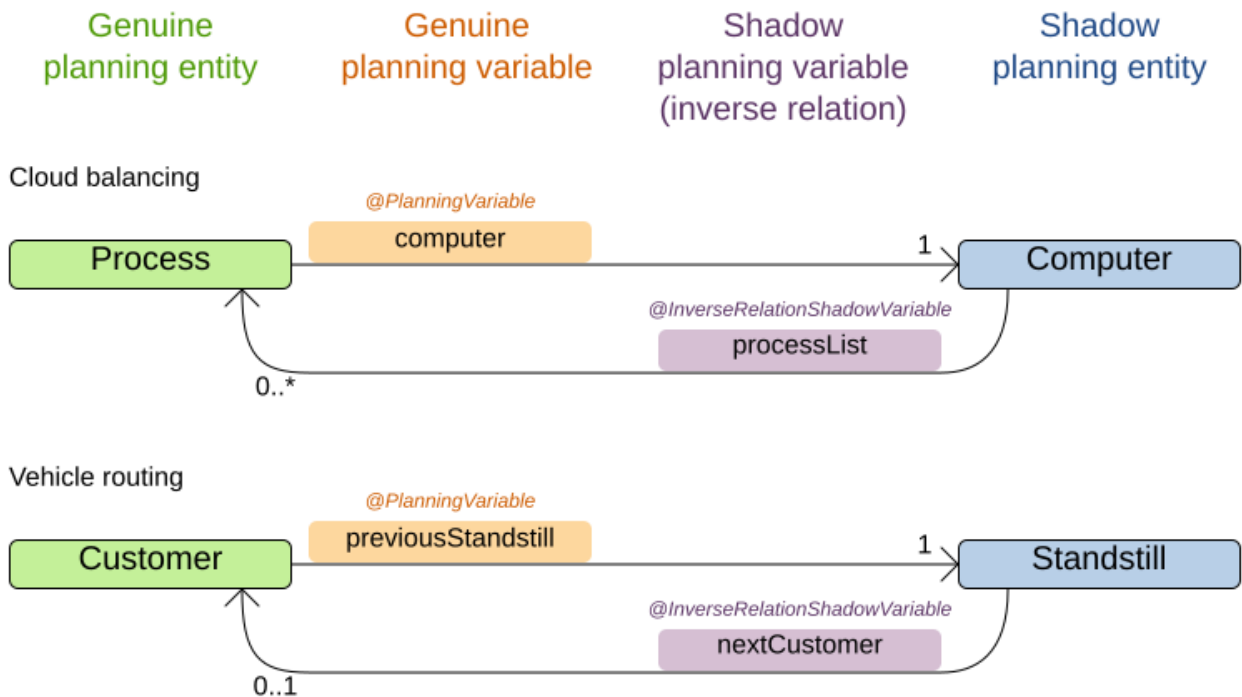 Genuine
planning entity
Genuine
planning variable
Shadow
planning variable
(inverse relation)
Shadow
planning entity
Cloud balancing
@PlanningVariable
computer
Process
1
Computer
@InverseRelationShadowVariable
processList
0..*
Vehicle routing
@PlanningVariable
previousStandstill
Customer
1
Standstill
@InverseRelationShadowVariable
nextCustomer
0..1